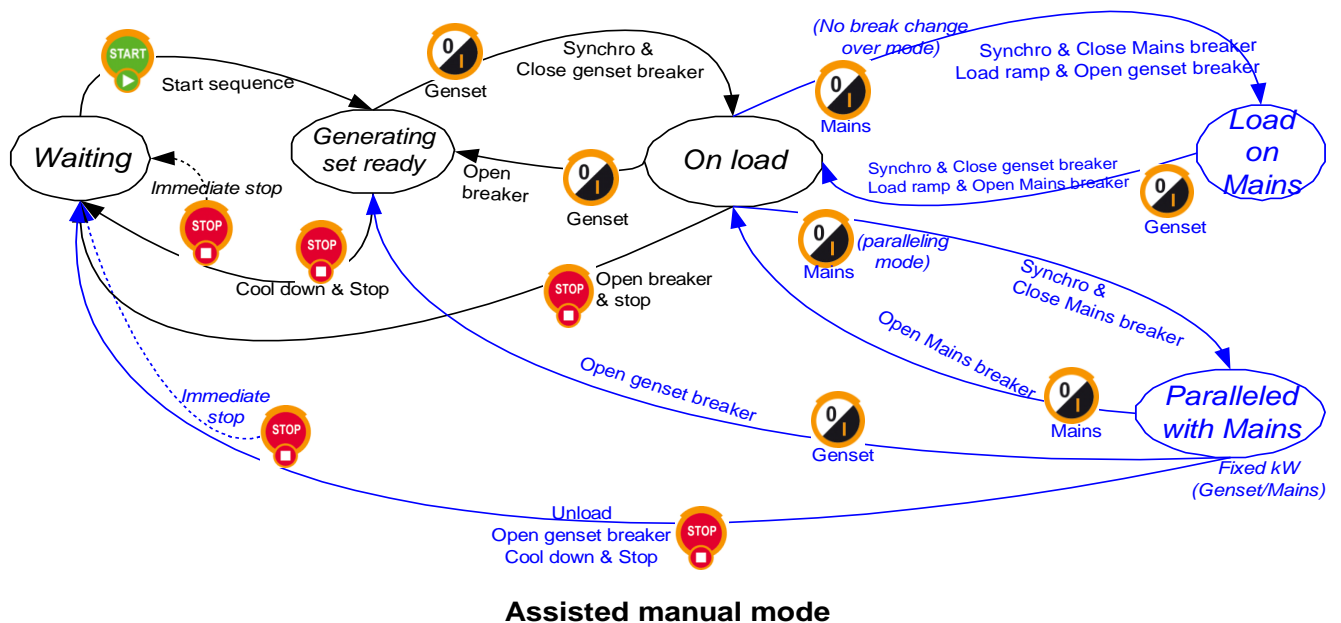 START
Start sequence
0
I
Genset
Synchro &
Close genset breaker
(No break change
over mode)
0
I
Mains
Synchro & Close Mains breaker
Load ramp & Open genset breaker
Waiting
Generating
set ready
On load
Load
on
Mains
Immediate stop
STOP
Open
breaker
0
I
Genset
Synchro & Close genset breaker
Load ramp & Open Mains breaker
0
I
Genset
STOP
Cool down & Stop
STOP
Open breaker
& stop
0
I
Mains
(paralleling
mode)
Synchro &
Close Mains breaker
Open Mains breaker
0
I
Mains
Open genset breaker
0
I
Genset
Paralleled
with Mains
Fixed kW
(Genset/Mains)
Immediate
stop
STOP
Unload
Open genset breaker
Cool down & Stop
STOP
Assisted manual mode